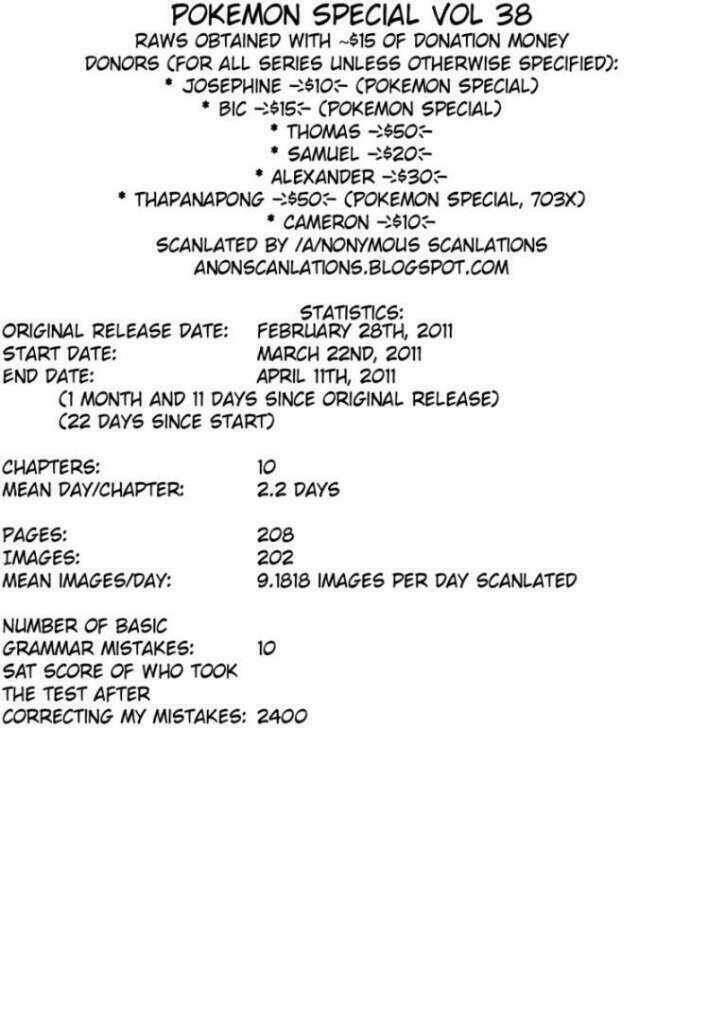 POKEMON SPECIAL VOL 38
RAWS OBTAINED WITH ~$15 OF DONATION MONEY
DONORS (FOR ALL SERIES UNLESS OTHERWISE SPECIFIED):
* JOSEPHINE -:$10:- (POKEMON SPECIAL)
* BIC -:$15:- (POKEMON SPECIAL)
* THOMAS -:$50:-
* SAMUEL -:$20:-
* ALEXANDER -:$30:-
* THAPANAPONG -:$50:- (POKEMON SPECIAL, 703X)
* CAMERON -:$10:-
SCANLATED BY /A/NONYMOUS SCANLATIONS
ANONSCANLATIONS.BLOGSPOT.COM
STATISTICS:
ORIGINAL RELEASE DATE: FEBRUARY 28TH, 2011
START DATE: MARCH 22ND, 2011
END DATE: APRIL 11TH, 2011
(1 MONTH AND 11 DAYS SINCE ORIGINAL RELEASE)
(22 DAYS SINCE START)
CHAPTERS: 10
MEAN DAY/CHAPTER: 2.2 DAYS
PAGES: 208
IMAGES: 202
MEAN IMAGES/DAY: 9.1818 IMAGES PER DAY SCANLATED
NUMBER OF BASIC
GRAMMAR MISTAKES: 10
SAT SCORE OF WHO TOOK
THE TEST AFTER
CORRECTING MY MISTAKES: 2400